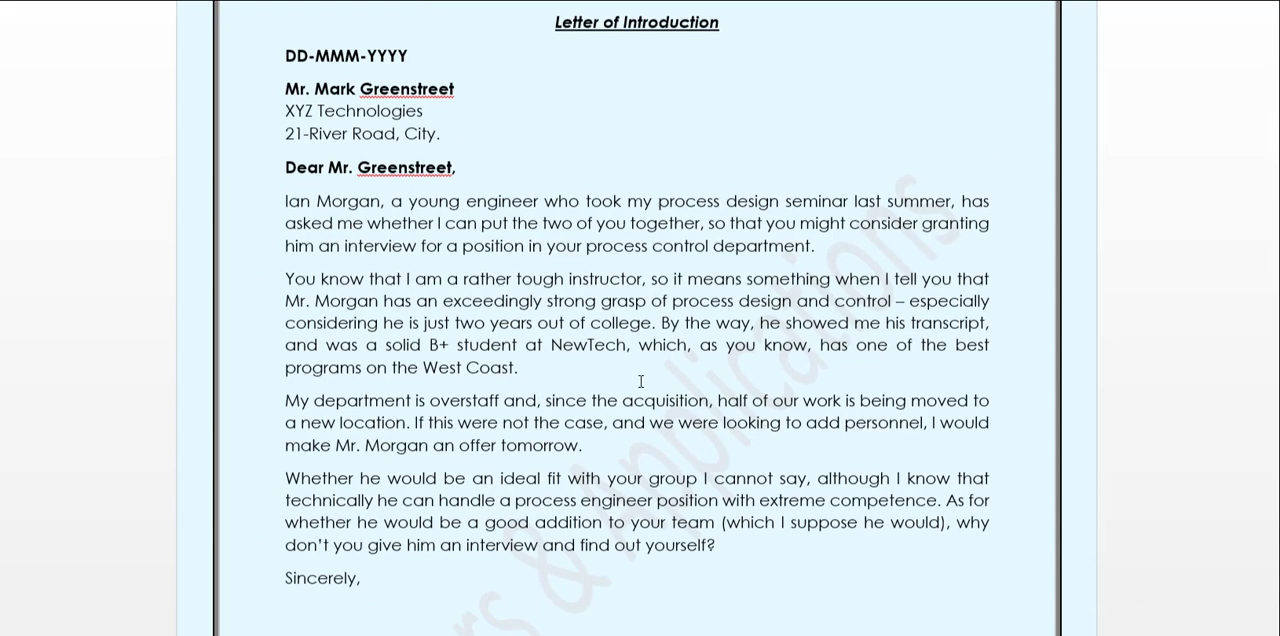 Letter of Introduction
DD-MMM-YYYY
Mr. Mark Greenstreet
XYZ Technologies
21-River Road, City.
Dear Mr. Greenstreet,
Ian Morgan, a young engineer who took my process design seminar last summer, has
asked me whether I can put the two of you together, so that you might consider granting
him an interview for a position in your process control department.
You know that I am a rather tough instructor, so it means something when I tell you that
Mr. Morgan has an exceedingly strong grasp of process design and control – especially
considering he is just two years out of college. By the way, he showed me his transcript,
and was a solid B+ student at NewTech, which, as you know, has one of the best
programs on the West Coast.
My department is overstaff and, since the acquisition, half of our work is being moved to
a new location. If this were not the case, and we were looking to add personnel, I would
make Mr. Morgan an offer tomorrow.
Whether he would be an ideal fit with your group I cannot say, although I know that
technically he can handle a process engineer position with extreme competence. As for
whether he would be a good addition to your team (which I suppose he would), why
don't you give him an interview and find out yourself?
Sincerely,
& Applications